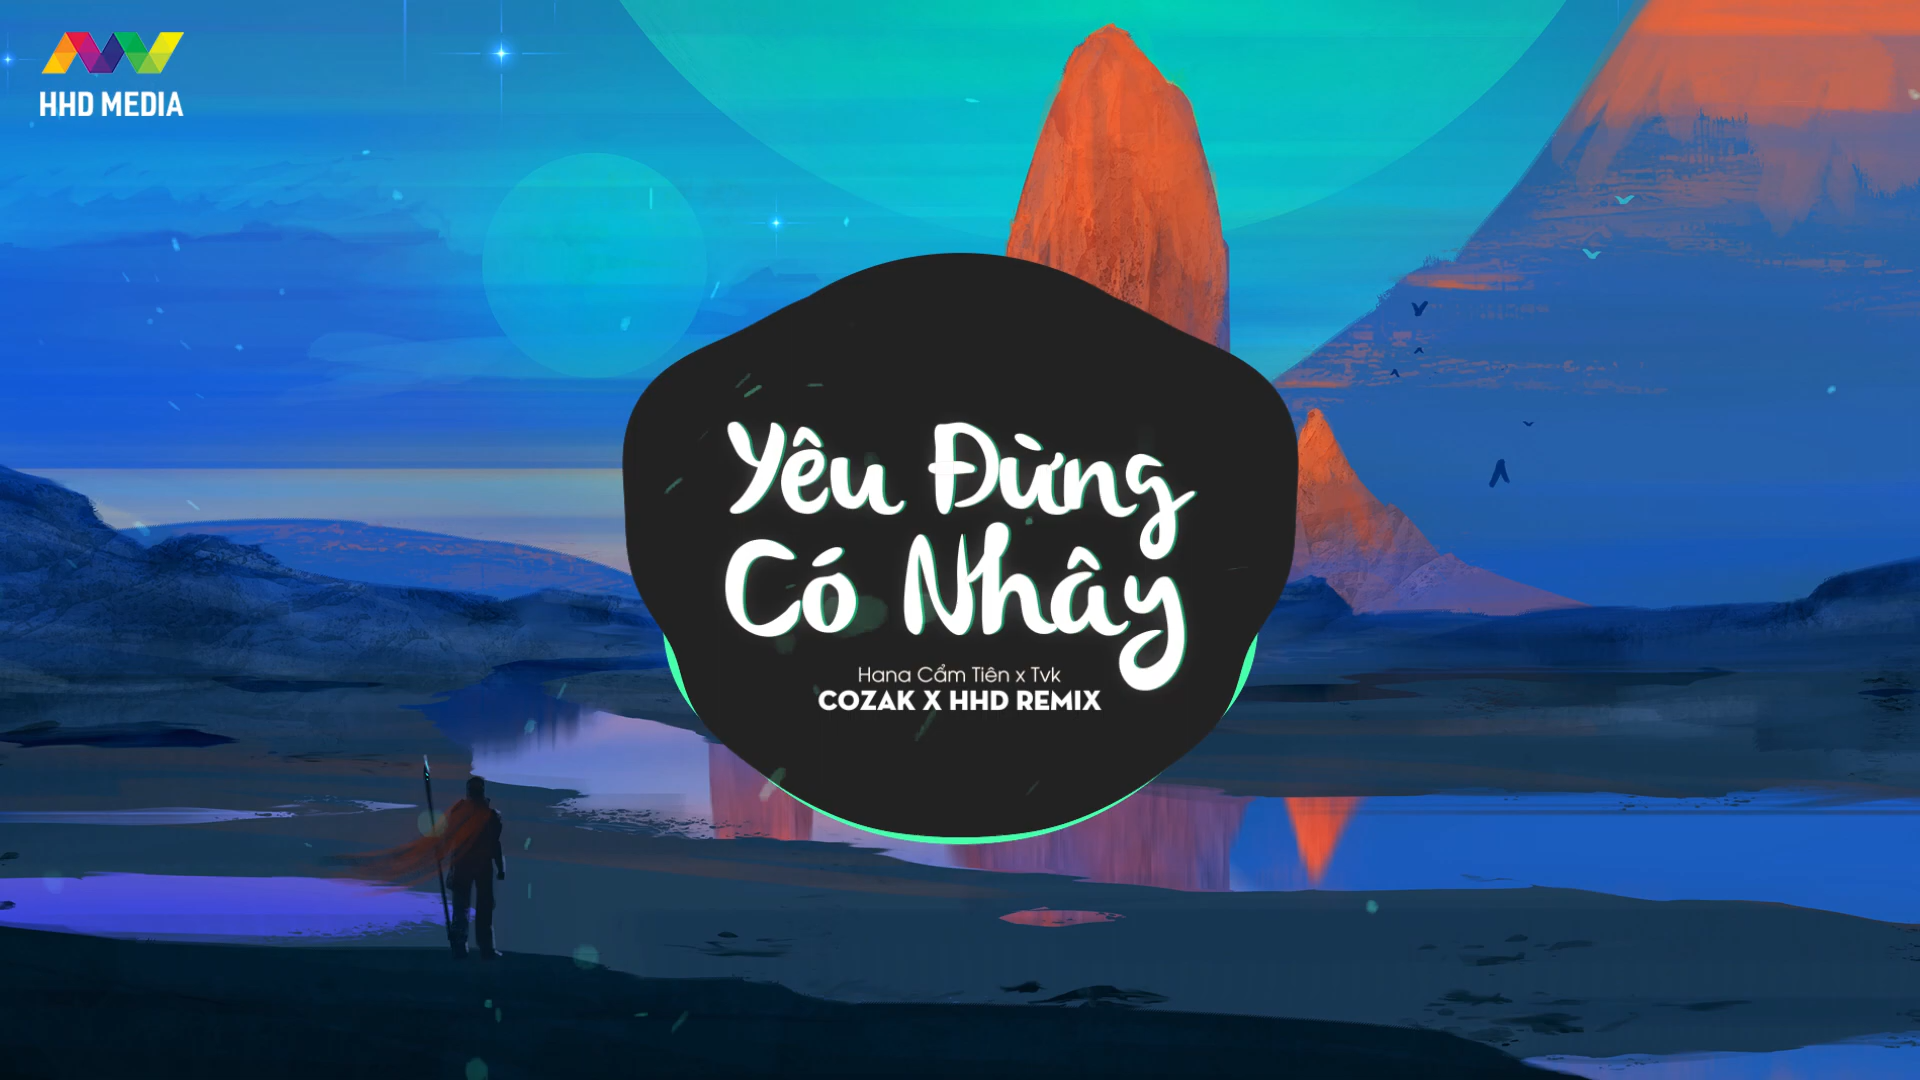 HHD MEDIA
Yêu Đừng
Có Nhây
Hana Cẩm Tiên x Tvk
COZAK X HHD REMIX